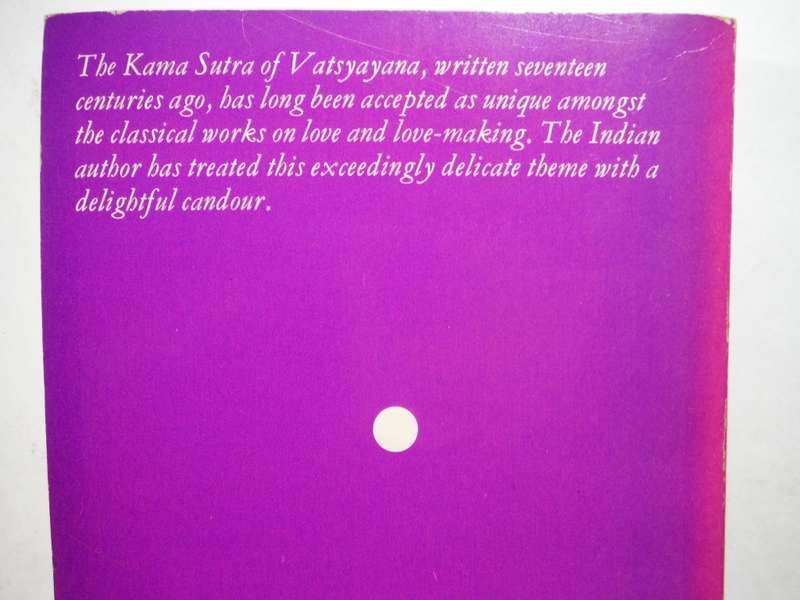 The Kama Sutra of Vatsyayana, written seventeen
centuries ago, has long been accepted as unique amongst
the classical works on love and love-making. The Indian
author has treated this exceedingly delicate theme with a
delightful candour.